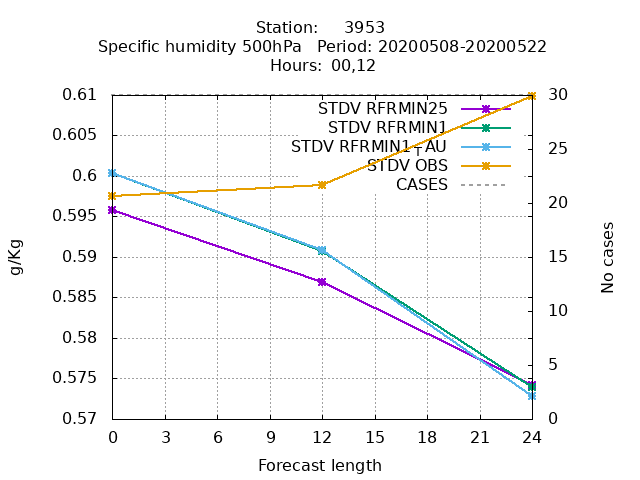 Station: 3953
Specific humidity 500hPa Period: 20200508-20200522
Hours: 00,12
STDV RFRMIN25
STDV RFRMIN1
STDV RFRMIN1_TAU
STDV OBS
CASES
0.61
0.605
0.6
0.595
0.59
0.585
0.58
0.575
0.57
g/Kg
30
25
20
15
10
5
0
No cases
0 3 6 9 12 15 18 21 24
Forecast length